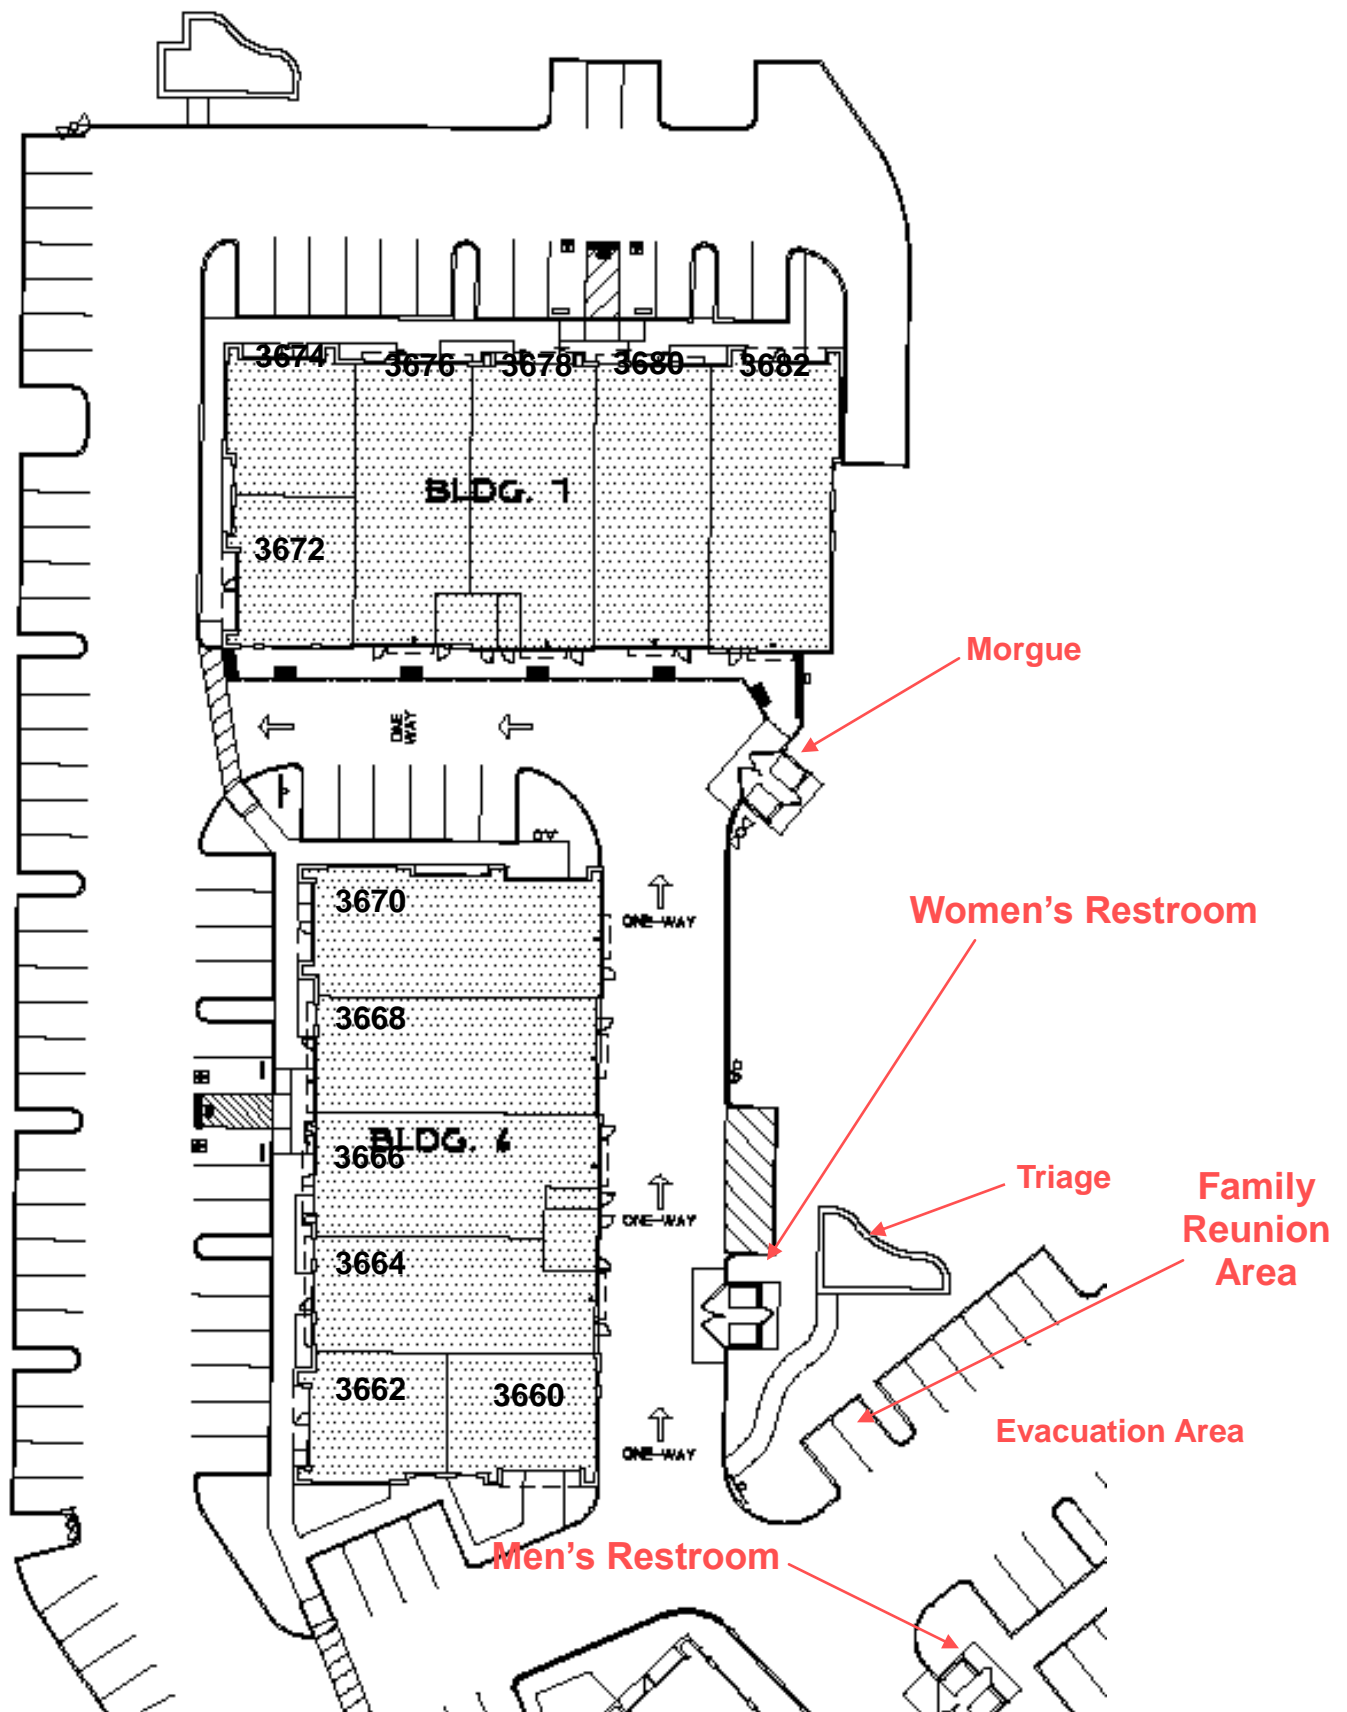 3674
3676
3678
3680
3682
BLDG. 7
3672
Morgue
ONE
WAY
3670
Women's Restroom
ONE-WAY
3668
BLDG. 6
3666
Triage
Family
Reunion
Area
ONE-WAY
3664
3662
3660
Evacuation Area
ONE-WAY
Men's Restroom